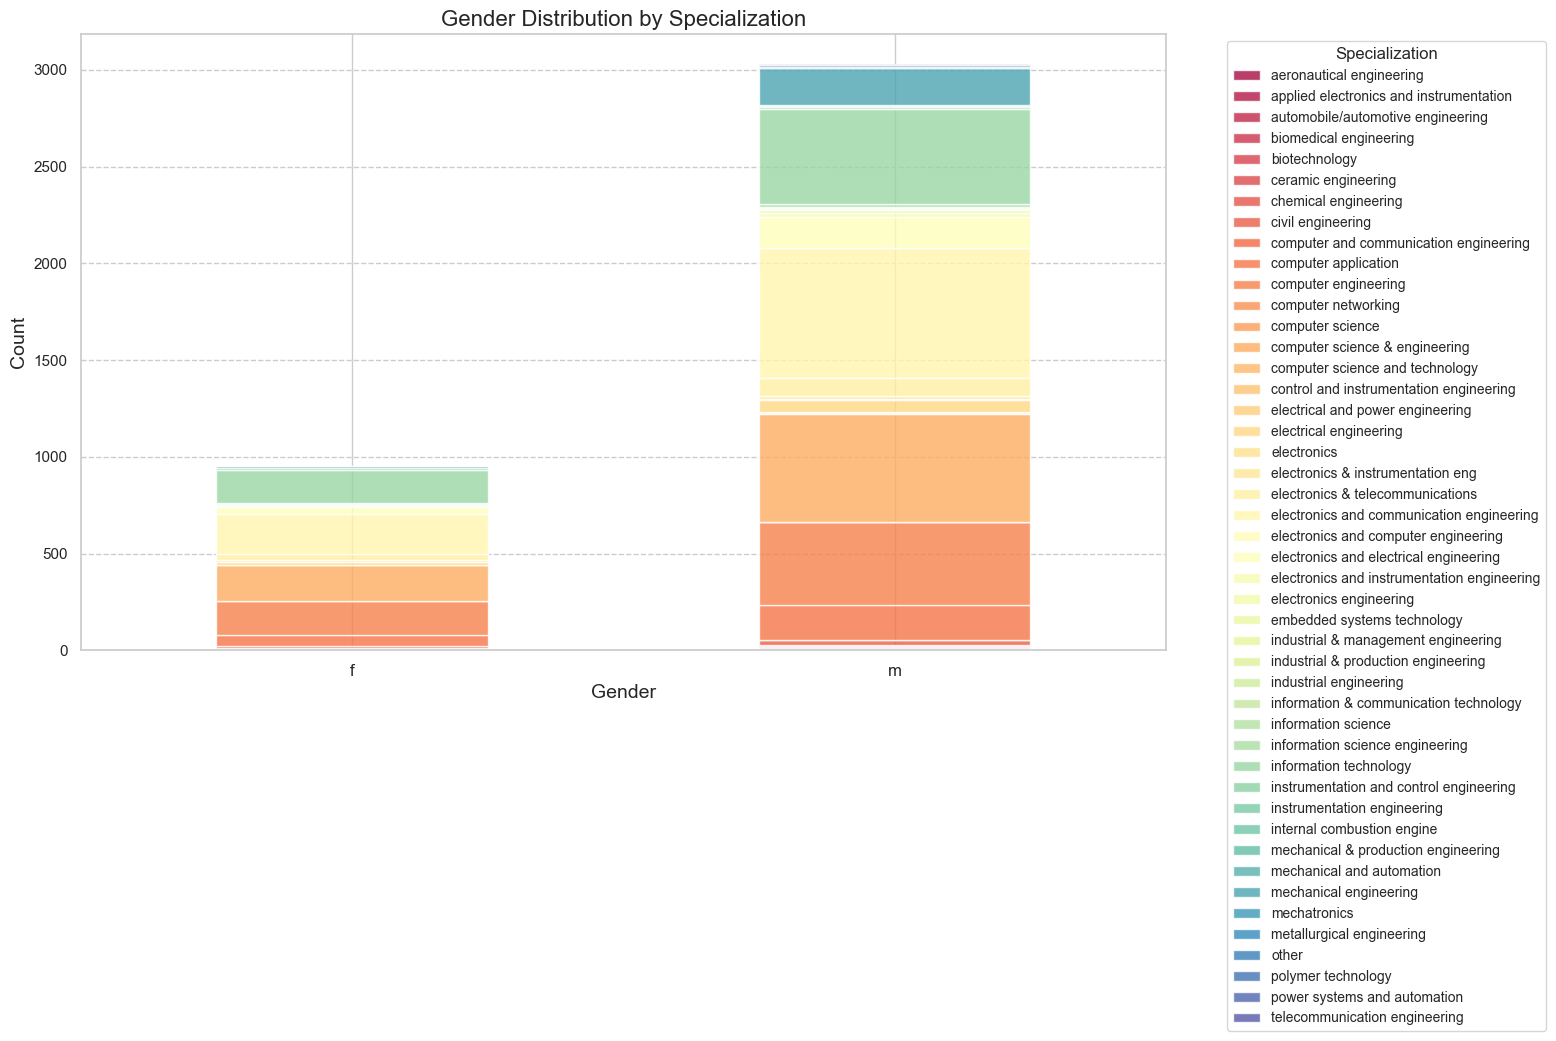 Gender Distribution by Specialization
3000
2500
2000
1500
1000
500
0
Count
f
m
Gender
Specialization
aeronautical engineering
applied electronics and instrumentation
automobile/automotive engineering
biomedical engineering
biotechnology
ceramic engineering
chemical engineering
civil engineering
computer and communication engineering
computer application
computer engineering
computer networking
computer science
computer science & engineering
computer science and technology
control and instrumentation engineering
electrical and power engineering
electrical engineering
electronics
electronics & instrumentation eng
electronics & telecommunications
electronics and communication engineering
electronics and computer engineering
electronics and electrical engineering
electronics and instrumentation engineering
electronics engineering
embedded systems technology
industrial & management engineering
industrial & production engineering
industrial engineering
information & communication technology
information science
information science engineering
information technology
instrumentation and control engineering
instrumentation engineering
internal combustion engine
mechanical & production engineering
mechanical and automation
mechanical engineering
mechatronics
metallurgical engineering
other
polymer technology
power systems and automation
telecommunication engineering